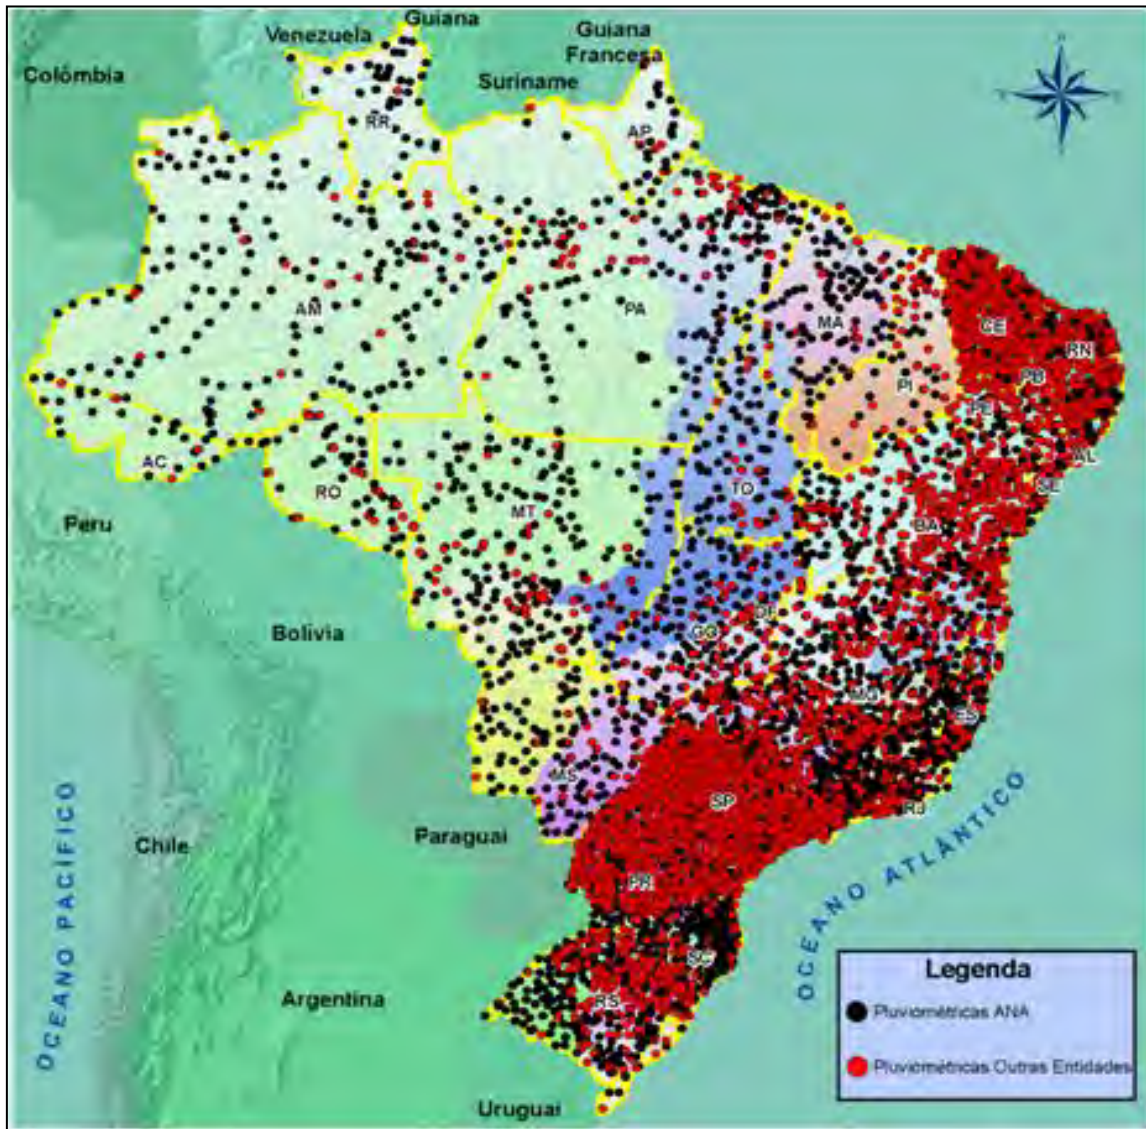 Guiana
Venezuela
Guiana
Francesa
Colómbia
Suriname
RR
AP
AM
PA
MA
CE
RN
PB
PI
PE
AL
SE
AC
RO
MT
TO
BA
Peru
Bolívia
DF
GO
MG
ES
MS
SP
RJ
Paraguai
Chile
PR
OCEANO PACÍFICO
OCEANO ATLÂNTICO
SC
RS
Argentina
Uruguai
Legenda
Pluviométricas ANA
Pluviométricas Outras Entidades